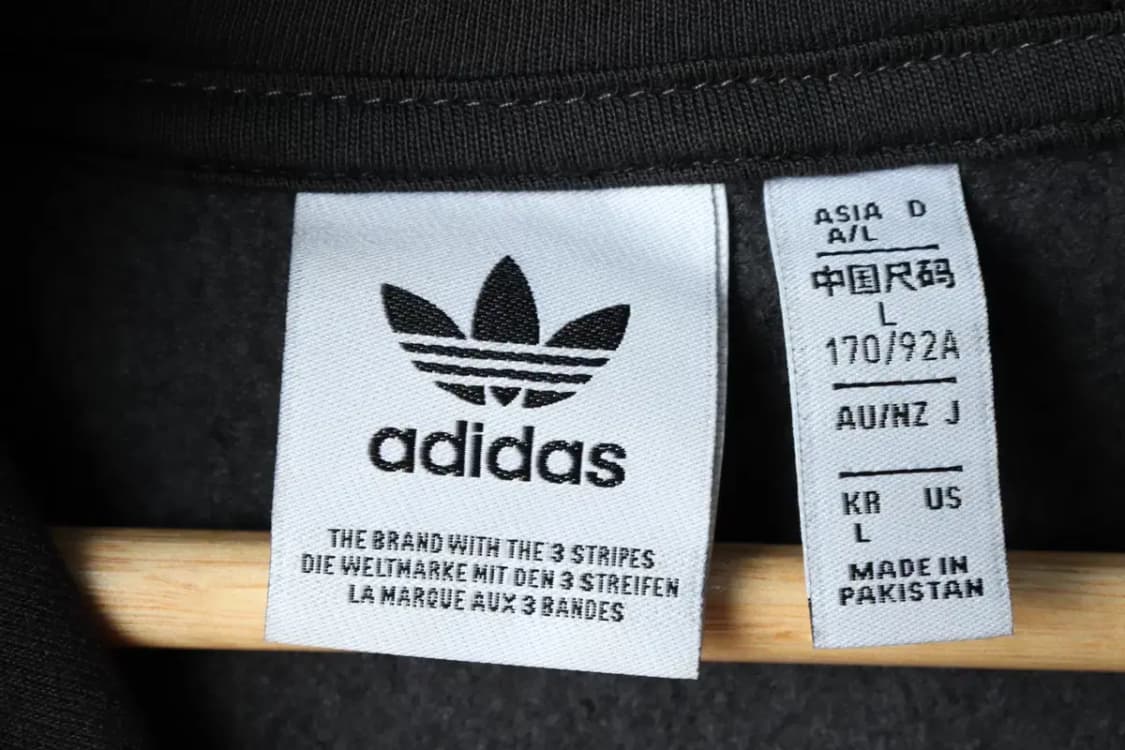 adidas
THE BRAND WITH THE 3 STRIPES
DIE WELTMARKE MIT DEN 3 STREIFEN
LA MARQUE AUX 3 BANDES
ASIA D
A/L
中国尺码
L
170/92A
AU/NZ J
KR US
L
MADE IN
PAKISTAN